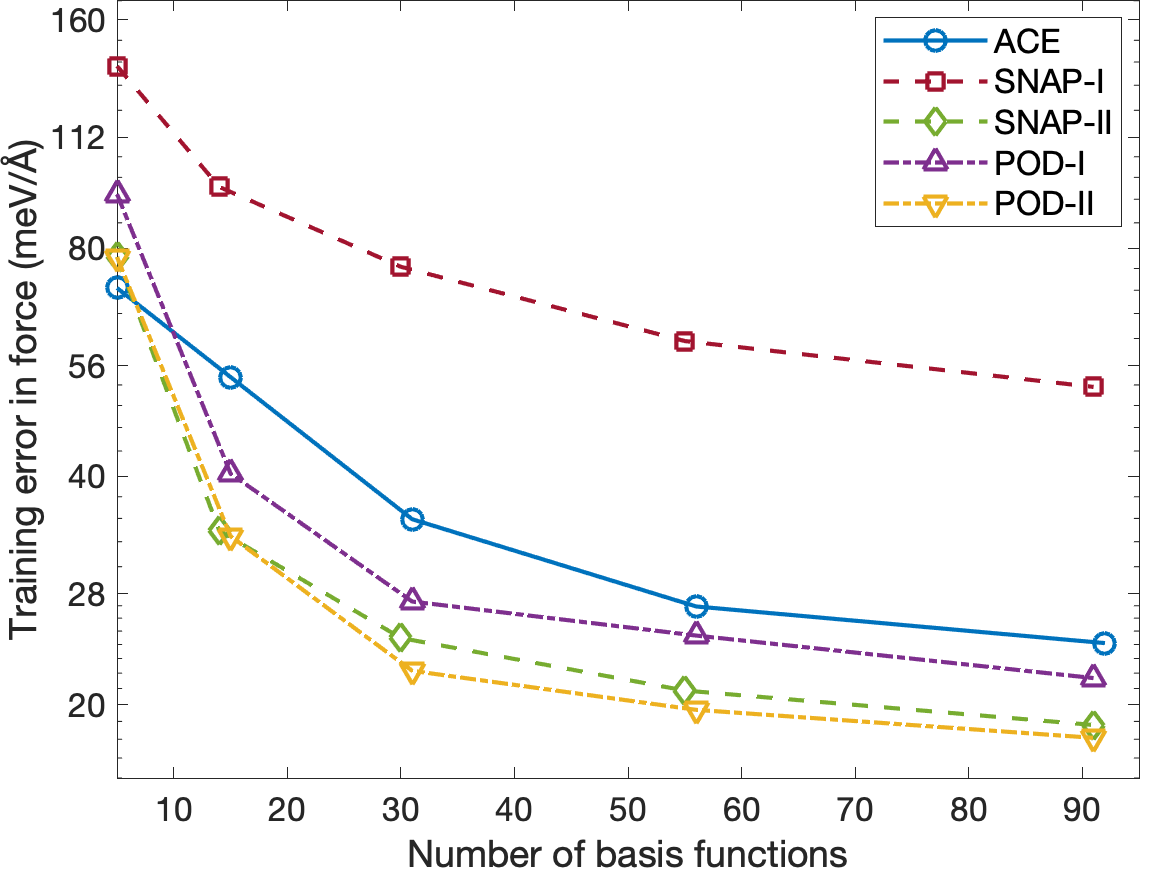 160
112
80
56
40
28
20
Training error in force (meV/Å)
ACE
SNAP-I
SNAP-II
POD-I
POD-II
10 20 30 40 50 60 70 80 90
Number of basis functions